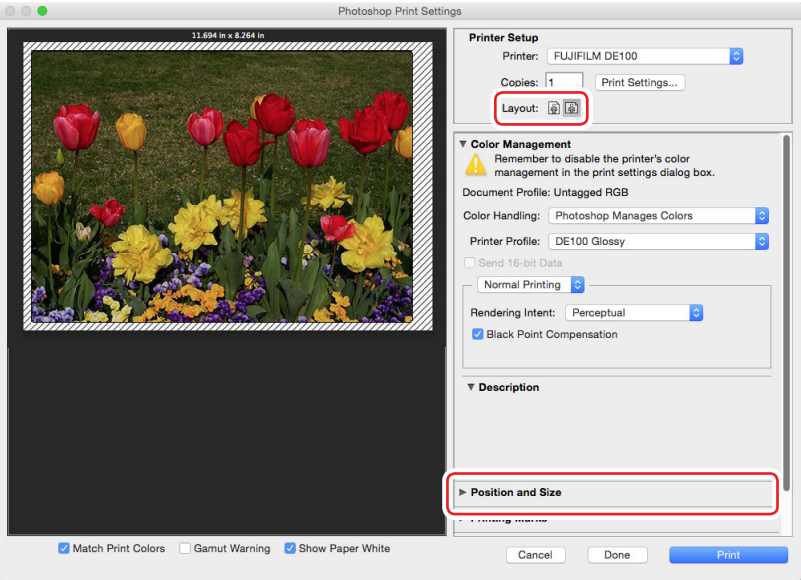 Photoshop Print Settings
11.694 in x 8.264 in
Printer Setup
Printer: FUJIFILM DE100
Copies: 1 Print Settings...
Layout:
Color Management
Remember to disable the printer's color
management in the print settings dialog box.
Document Profile: Untagged RGB
Color Handling: Photoshop Manages Colors
Printer Profile: DE100 Glossy
Send 16-bit Data
Normal Printing
Rendering Intent: Perceptual
Black Point Compensation
Description
Position and Size
Printing Marks
Match Print Colors Gamut Warning Show Paper White
Cancel Done Print